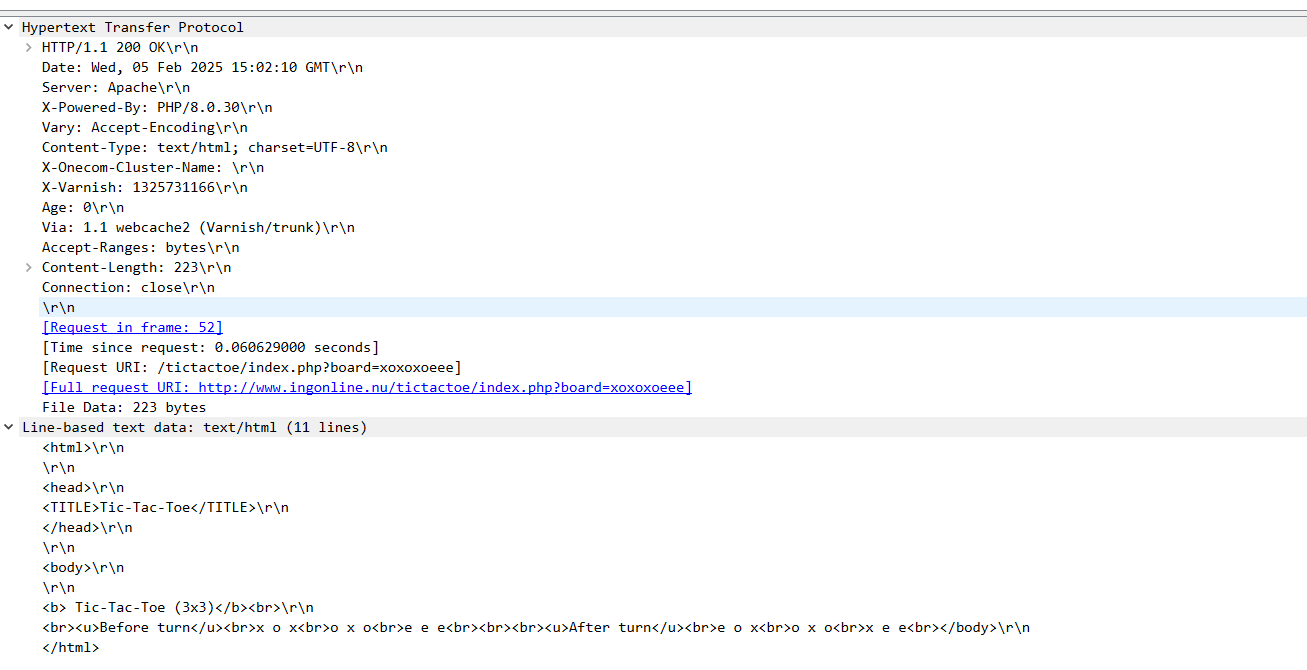 Hypertext Transfer Protocol
HTTP/1.1 200 OK\r\n
Date: Wed, 05 Feb 2025 15:02:10 GMT\r\n
Server: Apache\r\n
X-Powered-By: PHP/8.0.30\r\n
Vary: Accept-Encoding\r\n
Content-Type: text/html; charset=UTF-8\r\n
X-Onecom-Cluster-Name: \r\n
X-Varnish: 1325731166\r\n
Age: 0\r\n
Via: 1.1 webcache2 (Varnish/trunk)\r\n
Accept-Ranges: bytes\r\n
Content-Length: 223\r\n
Connection: close\r\n
\r\n
[Request in frame: 52]
[Time since request: 0.060629000 seconds]
[Request URI: /tictactoe/index.php?board=xoxoxoeee]
[Full request URI: http://www.ingonline.nu/tictactoe/index.php?board=xoxoxoeee]
File Data: 223 bytes
Line-based text data: text/html (11 lines)
<html>\r\n
\r\n
<head>\r\n
<TITLE>Tic-Tac-Toe</TITLE>\r\n
</head>\r\n
\r\n
<body>\r\n
\r\n
<b> Tic-Tac-Toe (3x3)</b><br>\r\n
<br><u>Before turn</u><br>x o x<br>o x o<br>e e e<br><br><br><u>After turn</u><br>e o x<br>o x o<br>x e e<br></body>\r\n
</html>